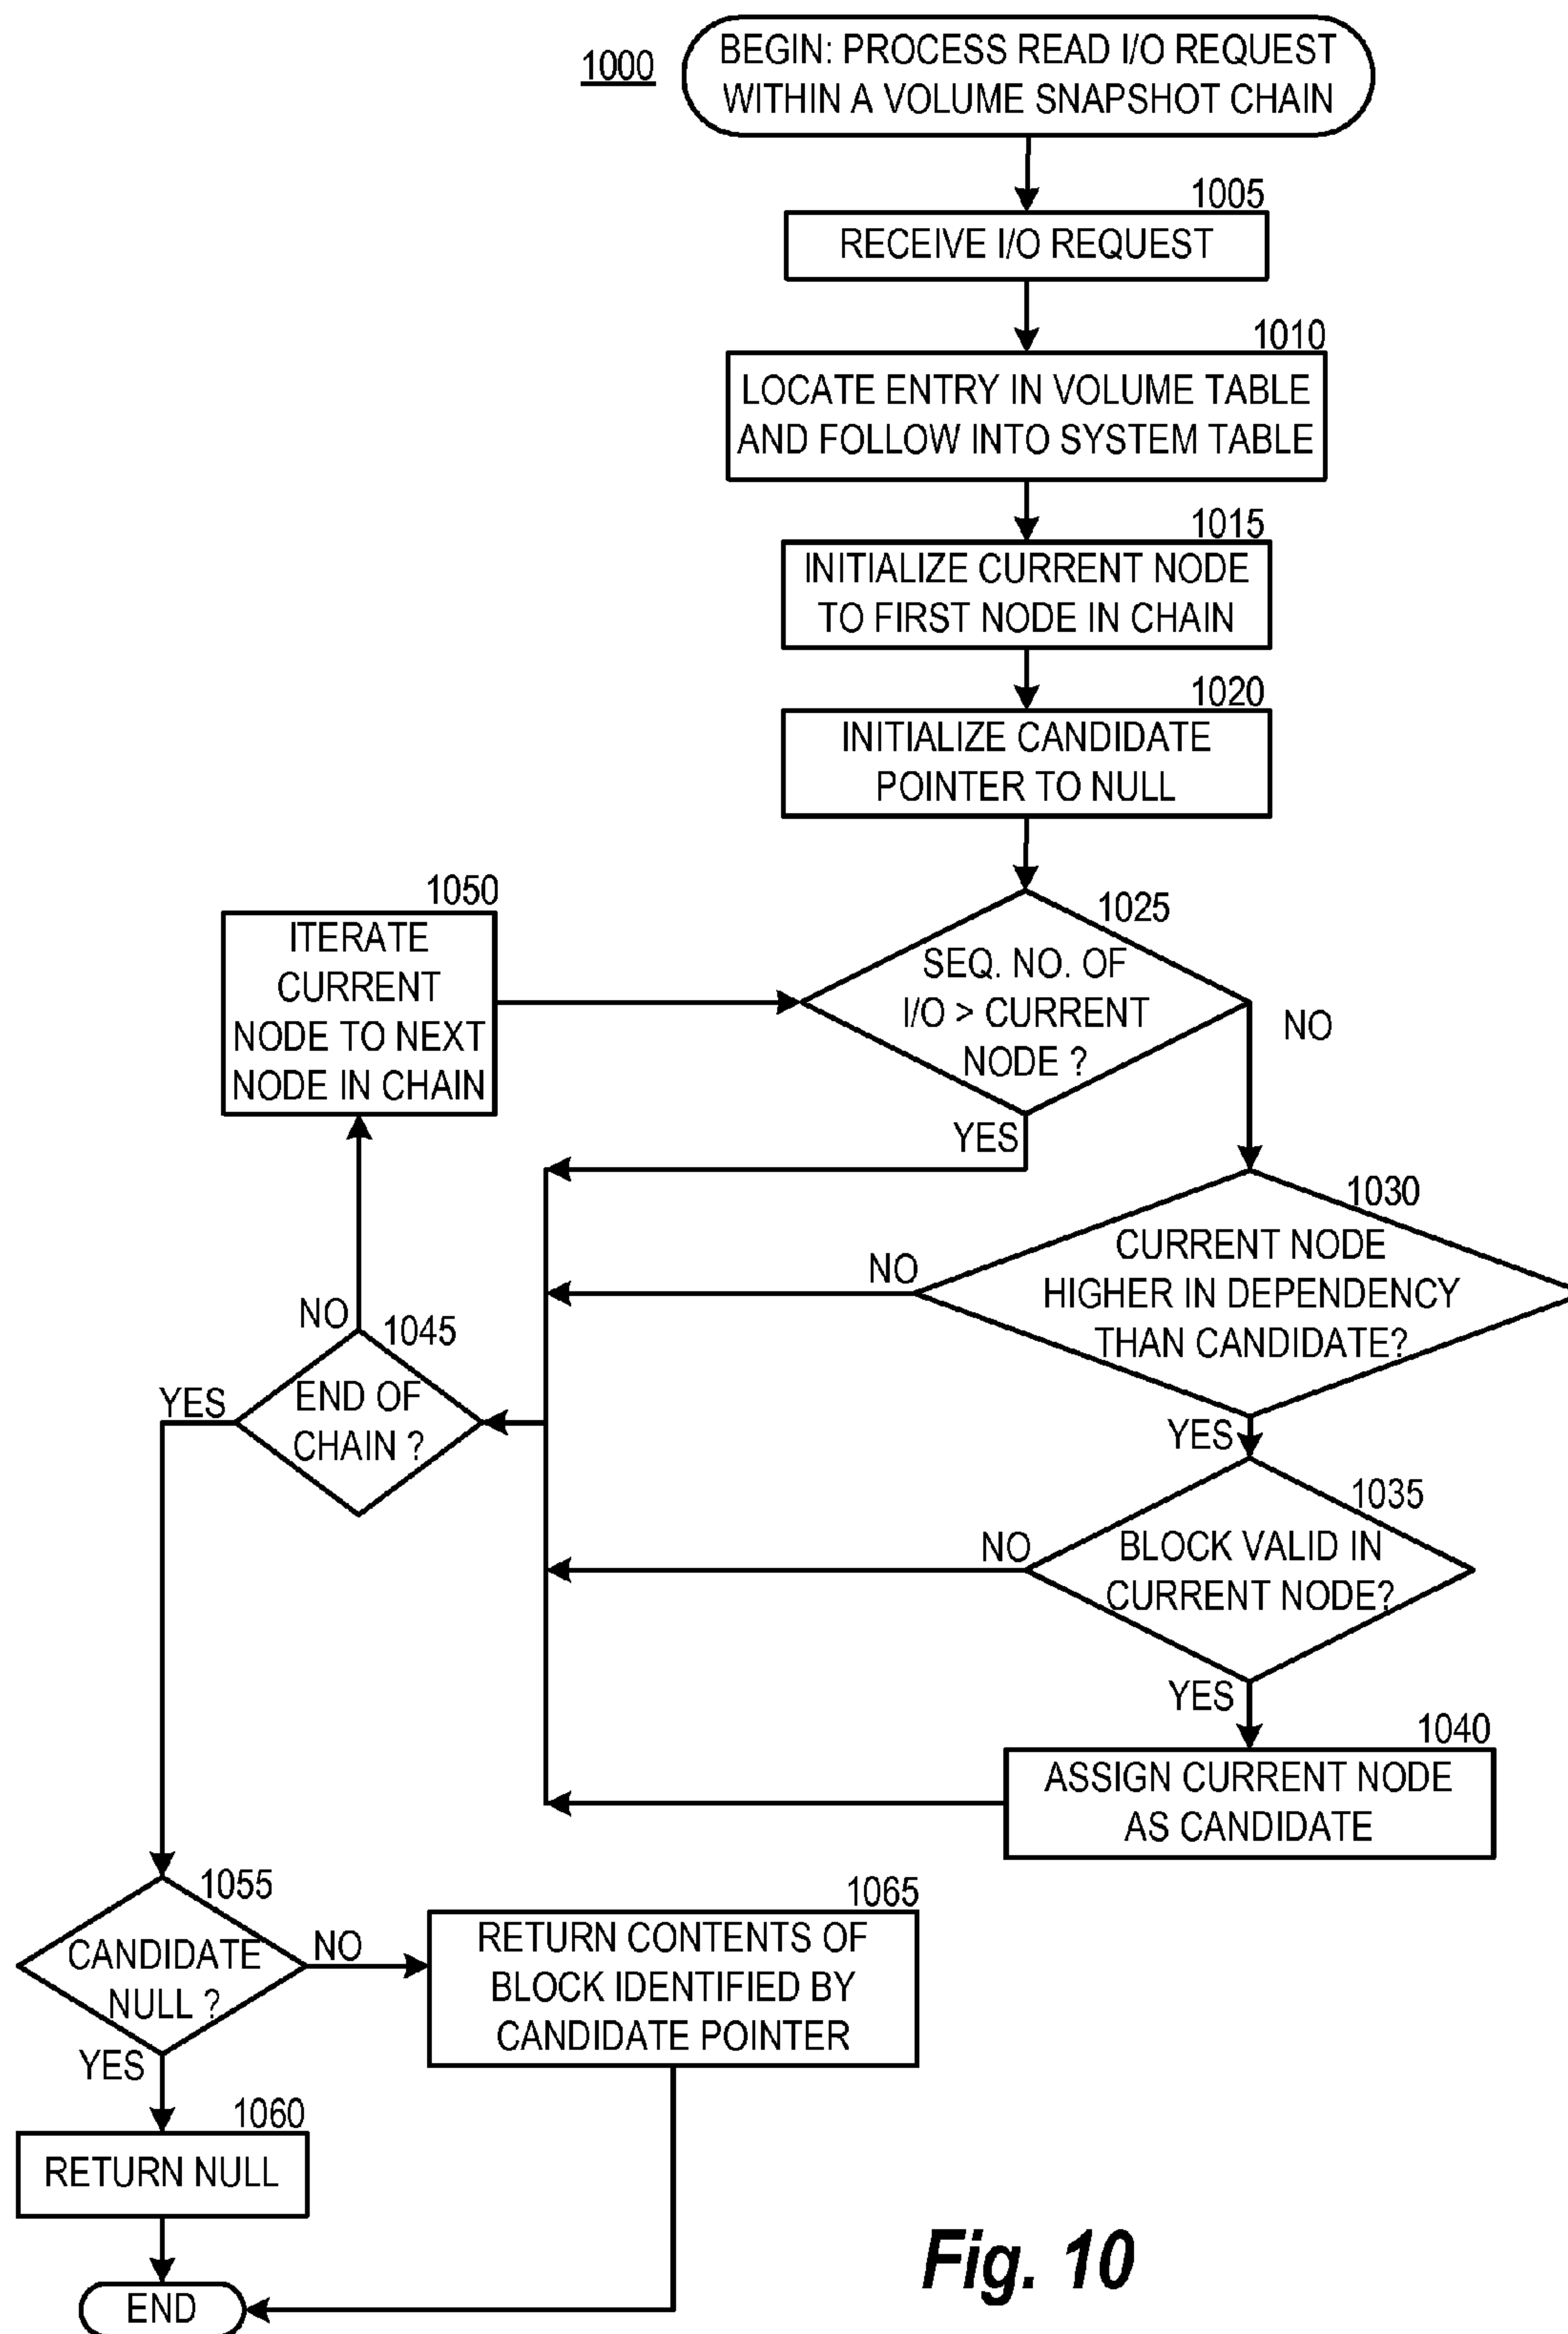 1000
BEGIN: PROCESS READ I/O REQUEST
WITHIN A VOLUME SNAPSHOT CHAIN
1005
RECEIVE I/O REQUEST
1010
LOCATE ENTRY IN VOLUME TABLE
AND FOLLOW INTO SYSTEM TABLE
1015
INITIALIZE CURRENT NODE
TO FIRST NODE IN CHAIN
1020
INITIALIZE CANDIDATE
POINTER TO NULL
1025
SEQ. NO. OF
I/O > CURRENT
NODE ?
NO
YES
1030
CURRENT NODE
HIGHER IN DEPENDENCY
THAN CANDIDATE?
NO
YES
1035
BLOCK VALID IN
CURRENT NODE?
NO
YES
1040
ASSIGN CURRENT NODE
AS CANDIDATE
1045
END OF
CHAIN ?
NO
YES
1050
ITERATE
CURRENT
NODE TO NEXT
NODE IN CHAIN
1055
CANDIDATE
NULL ?
NO
YES
1065
RETURN CONTENTS OF
BLOCK IDENTIFIED BY
CANDIDATE POINTER
1060
RETURN NULL
END
Fig. 10